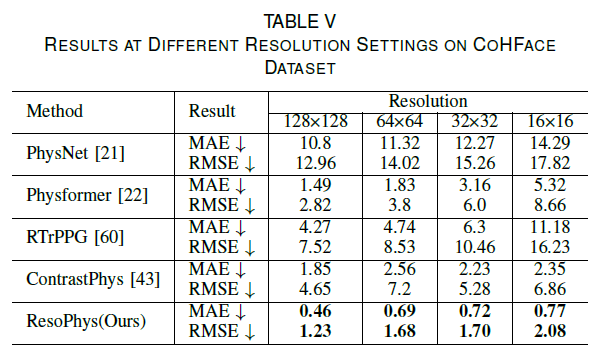 TABLE V
RESULTS AT DIFFERENT RESOLUTION SETTINGS ON COHFACE
DATASET
Method Result Resolution
128×128 64×64 32×32 16×16
PhysNet [21] MAE ↓ 10.8 11.32 12.27 14.29
RMSE ↓ 12.96 14.02 15.26 17.82
Physformer [22] MAE ↓ 1.49 1.83 3.16 5.32
RMSE ↓ 2.82 3.8 6.0 8.66
RTrPPG [60] MAE ↓ 4.27 4.74 6.3 11.18
RMSE ↓ 7.52 8.53 10.46 16.23
ContrastPhys [43] MAE ↓ 1.85 2.56 2.23 2.35
RMSE ↓ 4.65 7.2 5.28 6.86
ResoPhys(Ours) MAE ↓ 0.46 0.69 0.72 0.77
RMSE ↓ 1.23 1.68 1.70 2.08